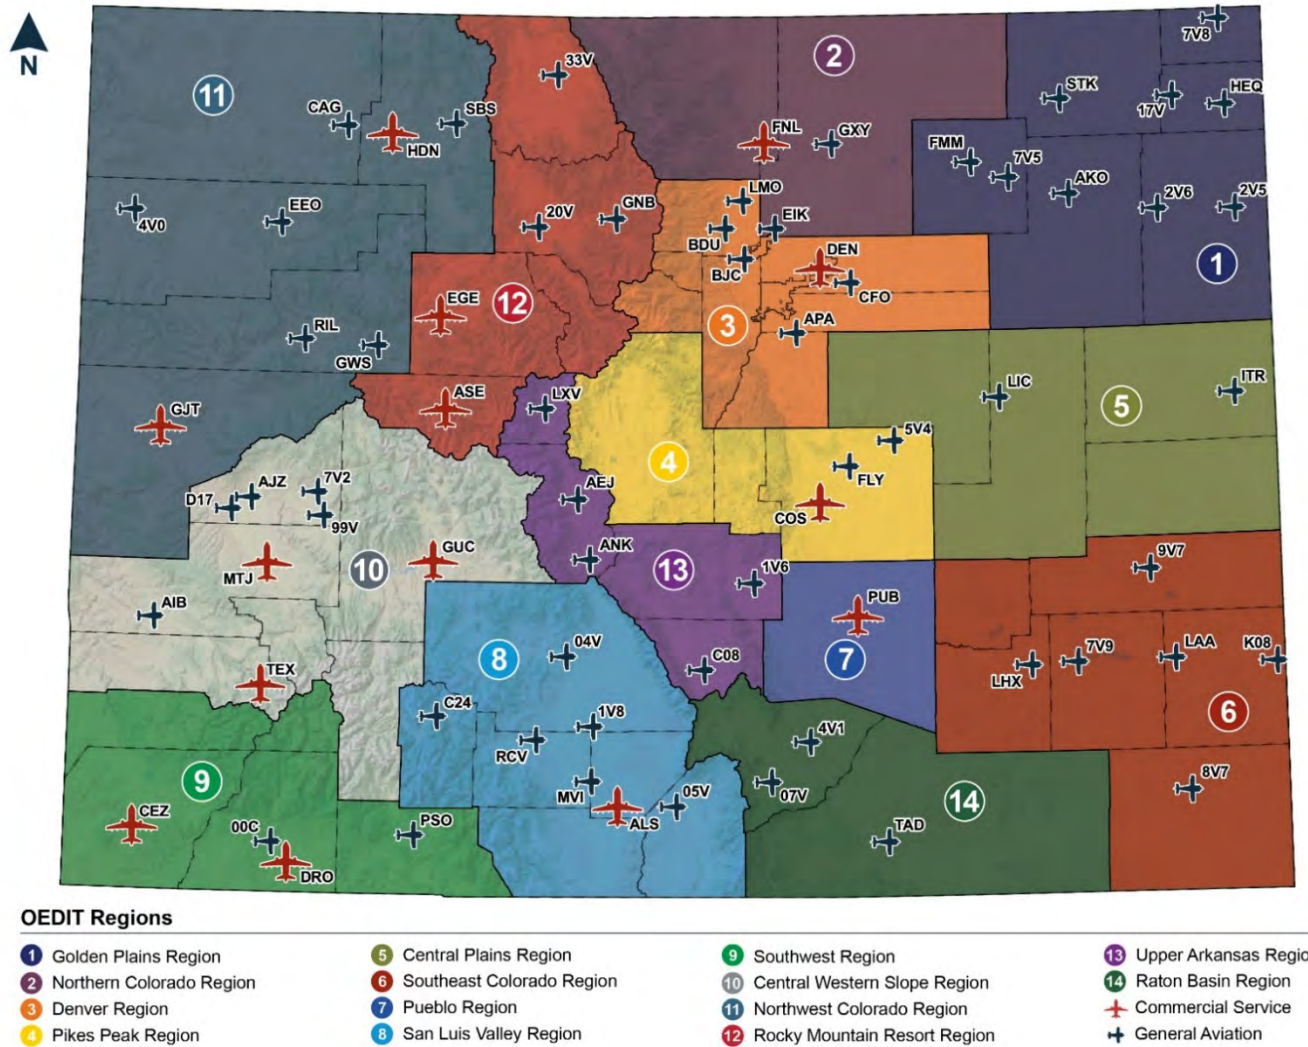 N
11
2
7V8
33V
STK
17V
HEQ
CAG
SBS
HDN
FNL
GXY
FMM
7V5
AKO
2V6
2V5
4V0
EEO
20V
GNB
LMO
EIK
BDU
BJC
DEN
CFO
1
EGE
12
RIL
GWS
3
APA
GJT
ASE
LXV
LIC
5
ITR
4
5V4
FLY
COS
AJZ
7V2
D17
99V
AEJ
MTJ
10
GUC
ANK
13
1V6
9V7
AIB
PUB
7
8
04V
C08
LHX
7V9
LAA
K08
6
TEX
C24
1V8
RCV
4V1
9
MVI
ALS
05V
07V
14
8V7
CEZ
00C
DRO
PSO
TAD
OEDIT Regions
1 Golden Plains Region
2 Northern Colorado Region
3 Denver Region
4 Pikes Peak Region
5 Central Plains Region
6 Southeast Colorado Region
7 Pueblo Region
8 San Luis Valley Region
9 Southwest Region
10 Central Western Slope Region
11 Northwest Colorado Region
12 Rocky Mountain Resort Region
13 Upper Arkansas Regio
14 Raton Basin Region
Commercial Service
General Aviation